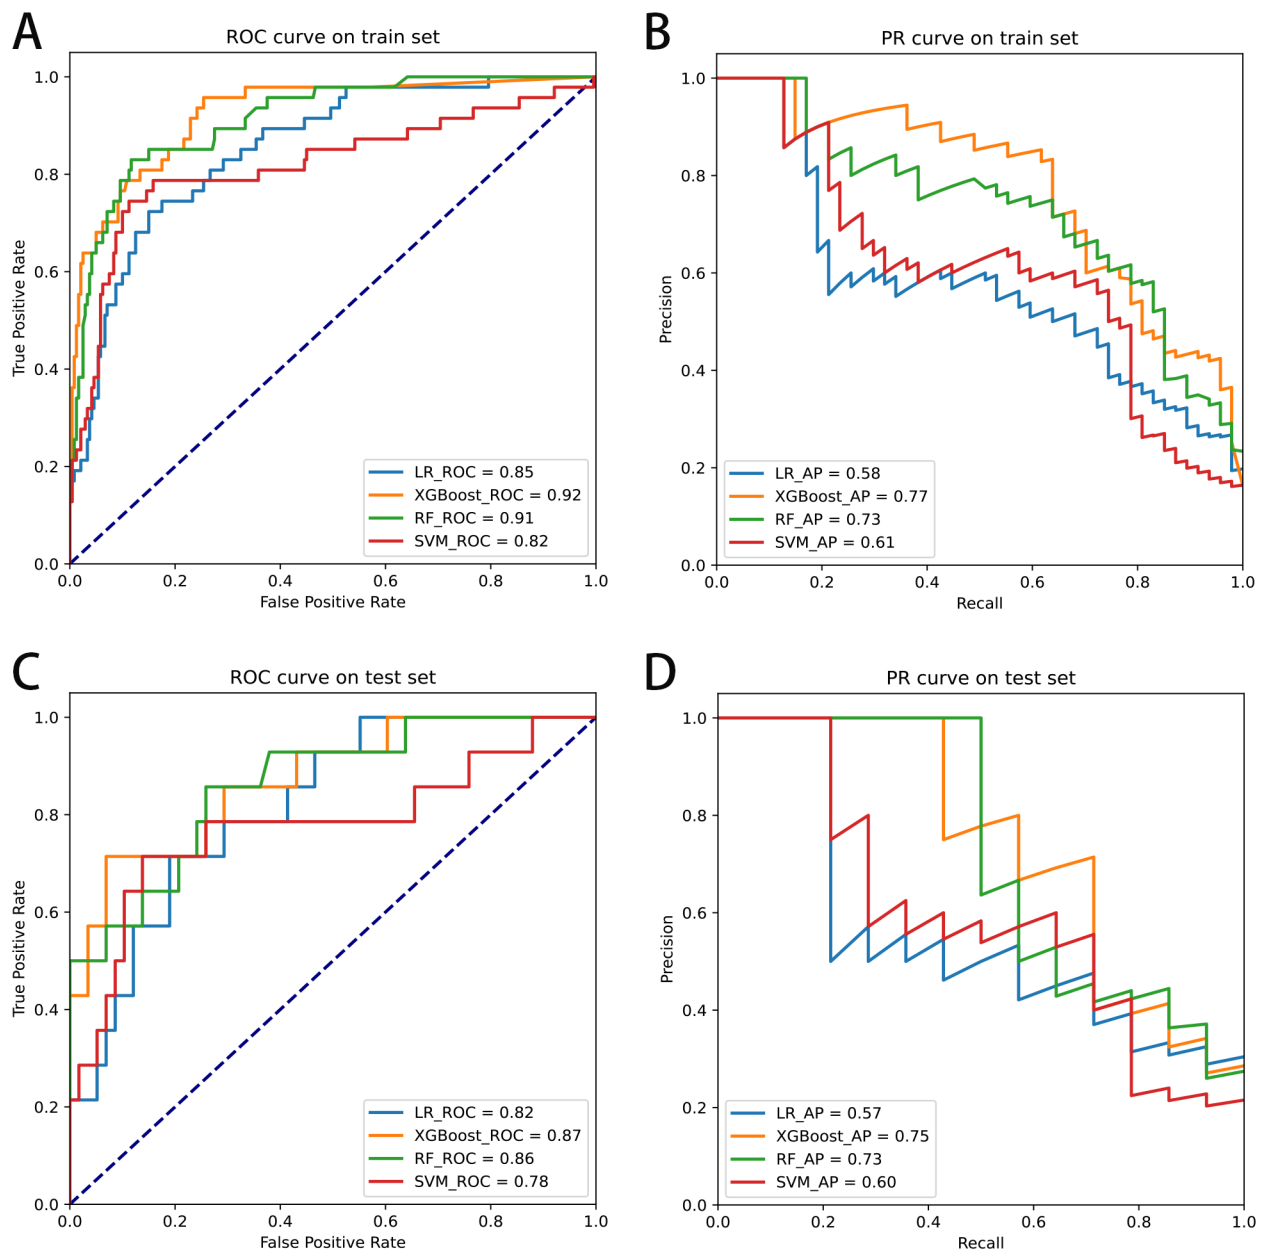 A
ROC curve on train set
True Positive Rate
1.0
0.8
0.6
0.4
0.2
0.0
LR_ROC = 0.85
XGBoost_ROC = 0.92
RF_ROC = 0.91
SVM_ROC = 0.82
0.0 0.2 0.4 0.6 0.8 1.0
False Positive Rate
B
PR curve on train set
Precision
1.0
0.8
0.6
0.4
0.2
0.0
LR_AP = 0.58
XGBoost_AP = 0.77
RF_AP = 0.73
SVM_AP = 0.61
0.0 0.2 0.4 0.6 0.8 1.0
Recall
C
ROC curve on test set
True Positive Rate
1.0
0.8
0.6
0.4
0.2
0.0
LR_ROC = 0.82
XGBoost_ROC = 0.87
RF_ROC = 0.86
SVM_ROC = 0.78
0.0 0.2 0.4 0.6 0.8 1.0
False Positive Rate
D
PR curve on test set
Precision
1.0
0.8
0.6
0.4
0.2
0.0
LR_AP = 0.57
XGBoost_AP = 0.75
RF_AP = 0.73
SVM_AP = 0.60
0.0 0.2 0.4 0.6 0.8 1.0
Recall